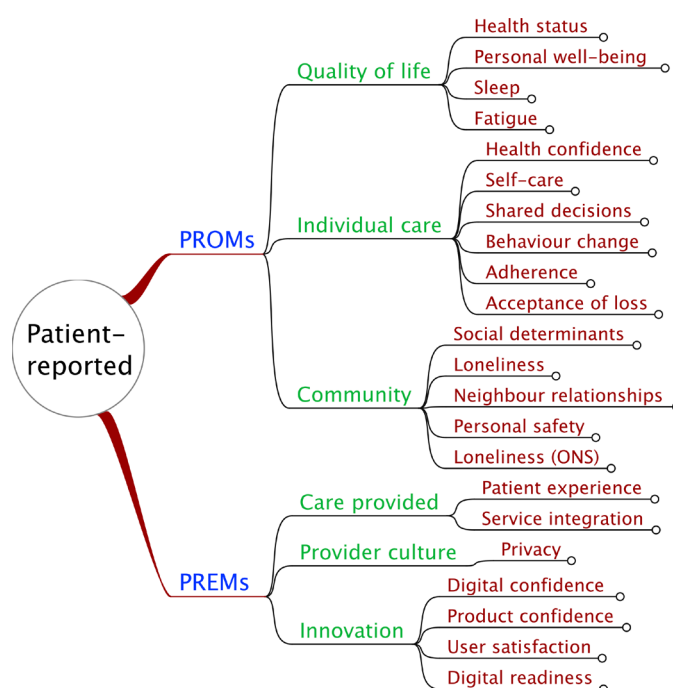 Patient-
reported
PROMs
Quality of life
Health status
Personal well-being
Sleep
Fatigue
Individual care
Health confidence
Self-care
Shared decisions
Behaviour change
Adherence
Acceptance of loss
Community
Social determinants
Loneliness
Neighbour relationships
Personal safety
Loneliness (ONS)
PREMs
Care provided
Patient experience
Service integration
Provider culture
Privacy
Innovation
Digital confidence
Product confidence
User satisfaction
Digital readiness